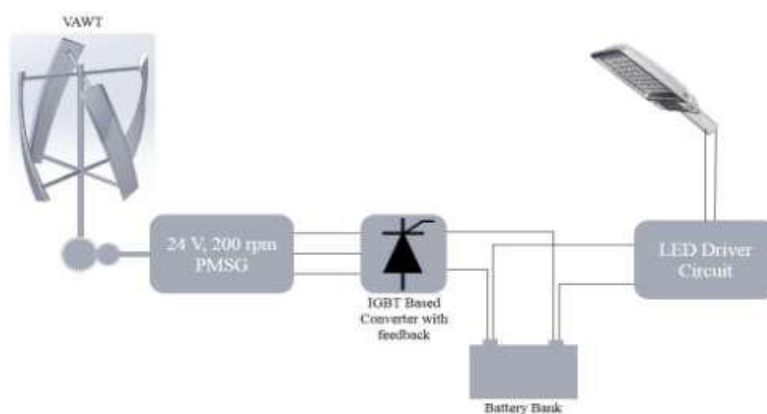 VAWT
24 V, 200 rpm
PMSG
IGBT Based
Converter with
feedback
LED Driver
Circuit
Battery Bank